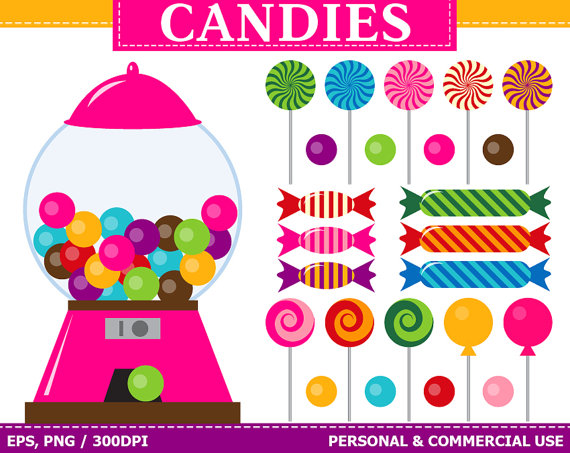 CANDIES
EPS, PNG / 300DPI
PERSONAL & COMMERCIAL USE